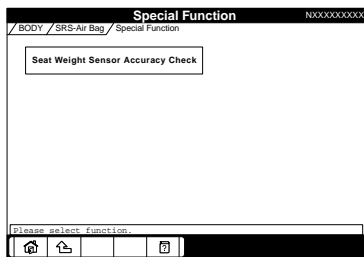 Special Function
NXXXXXXXXX
BODY SRS-Air Bag Special Function
Seat Weight Sensor Accuracy Check
Please select function.
?